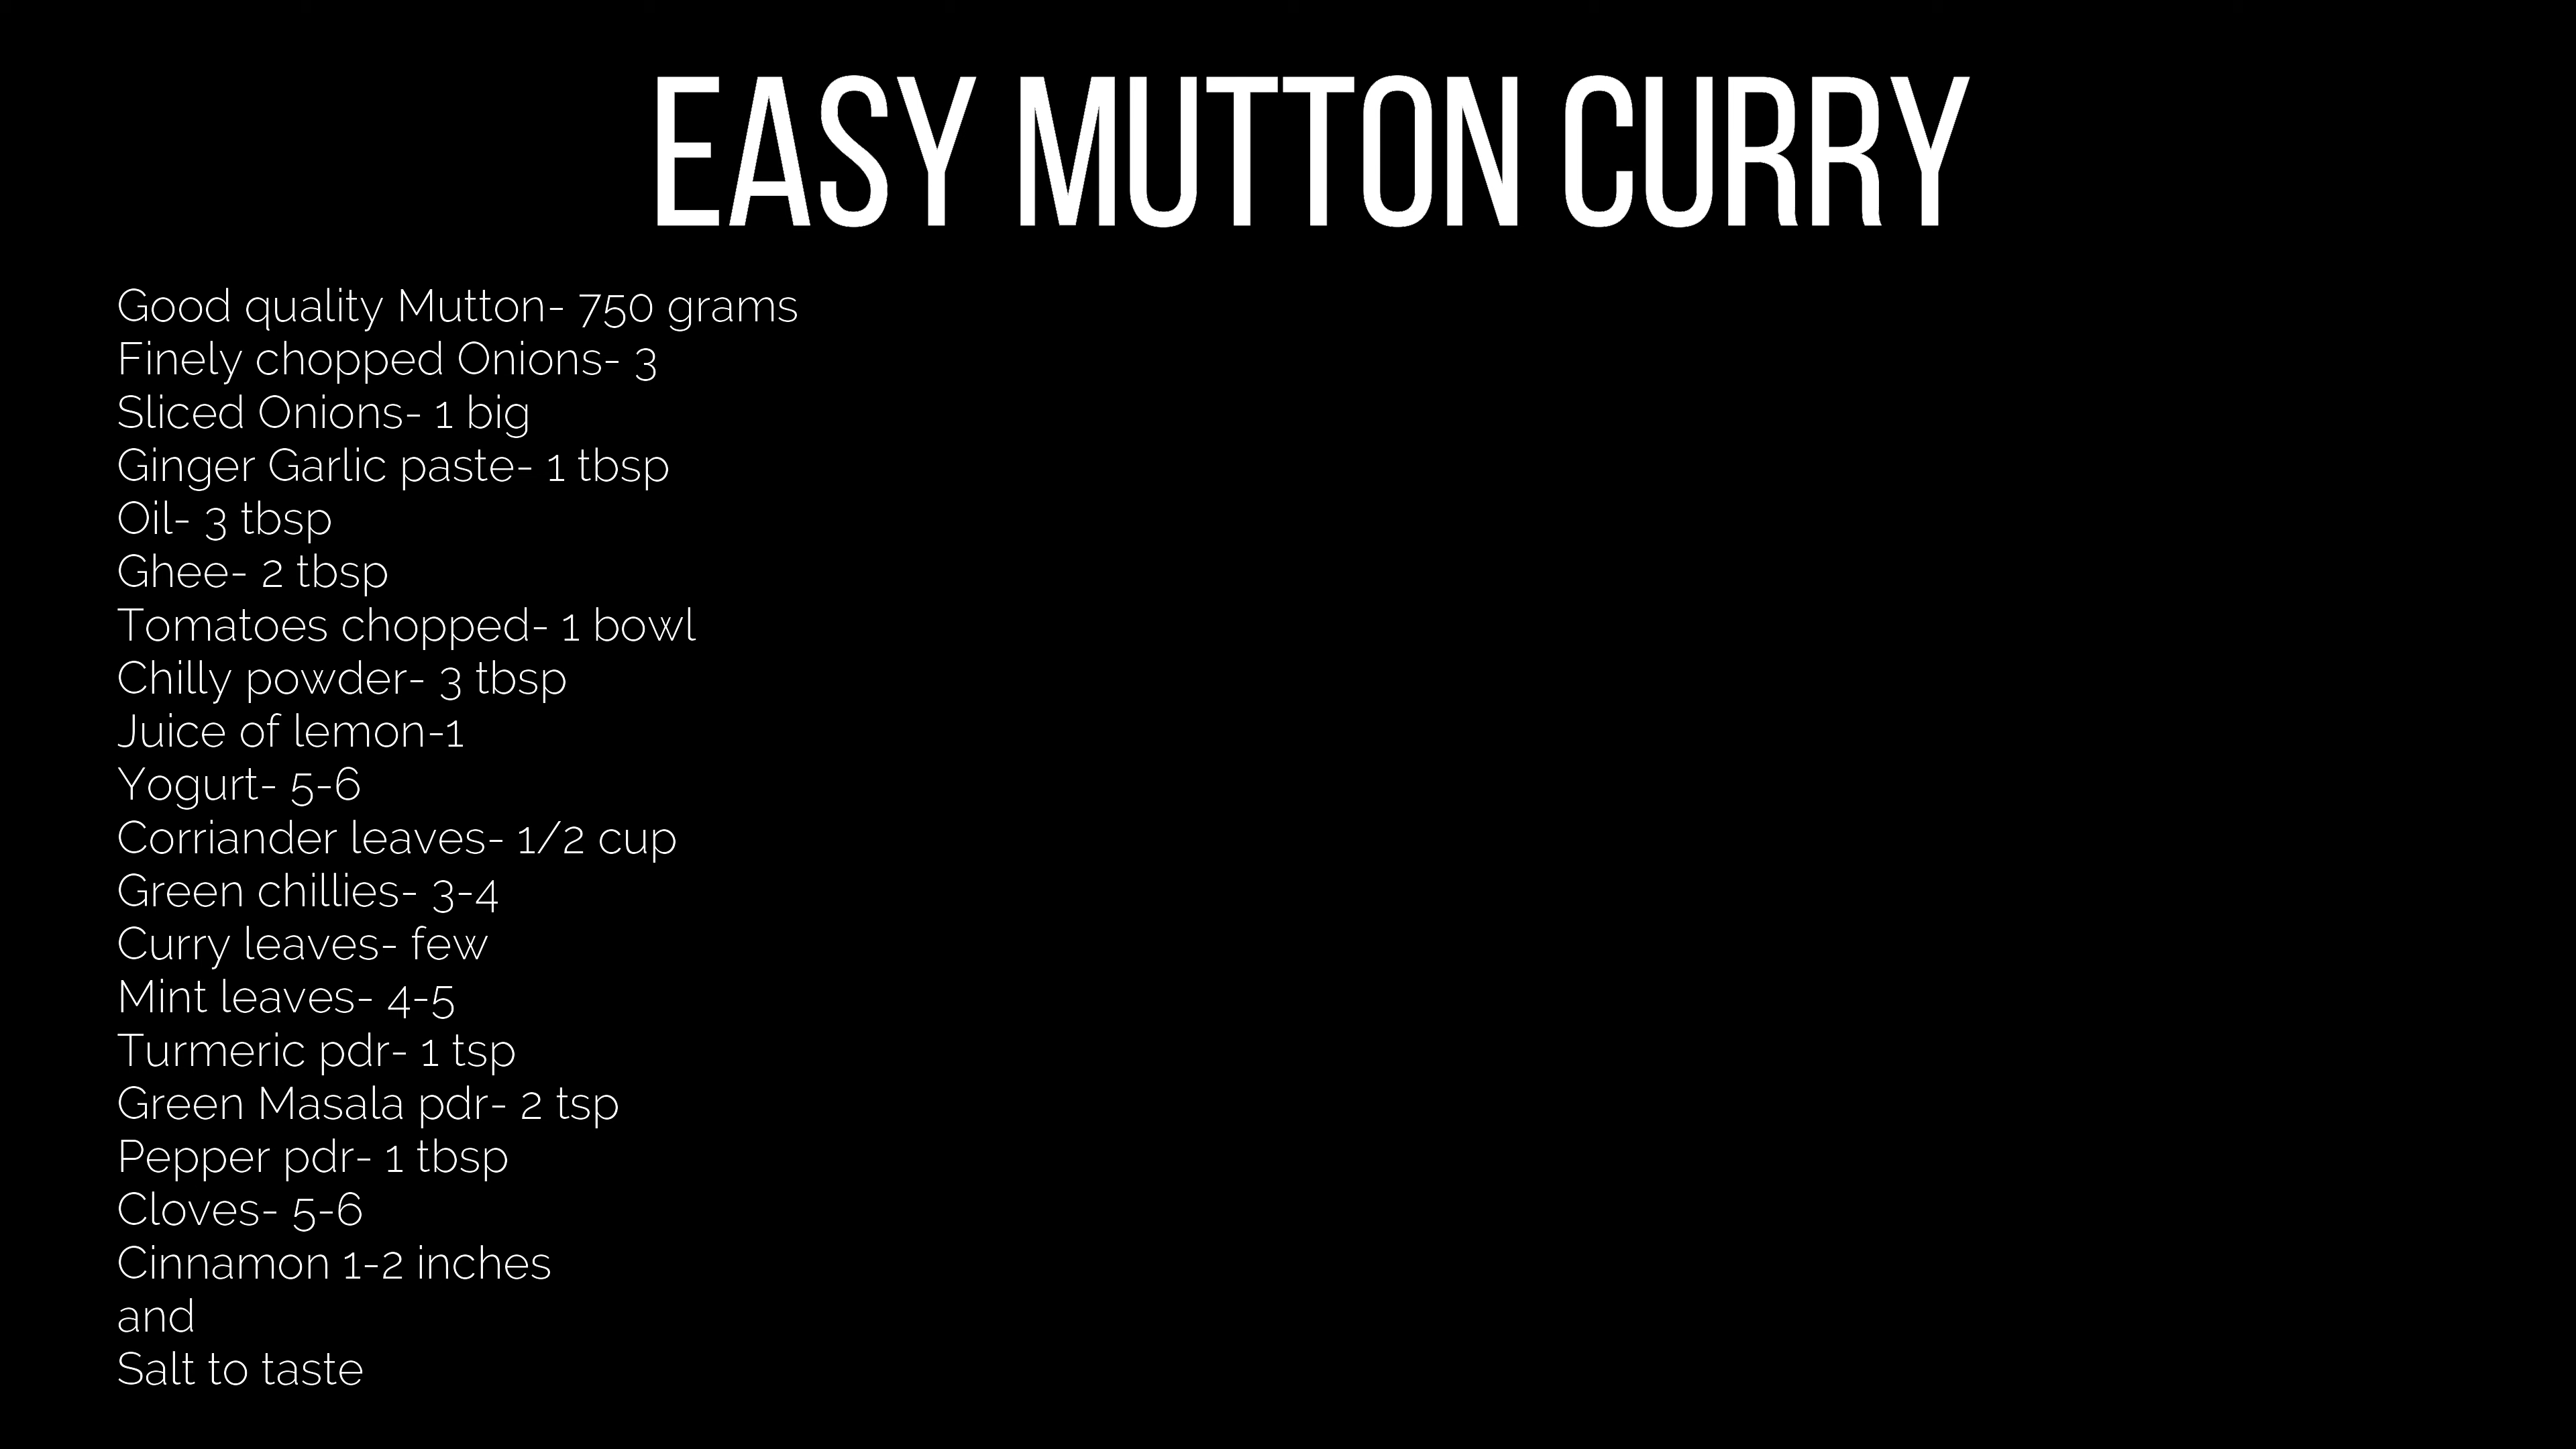 EASY MUTTON CURRY
Good quality Mutton- 750 grams
Finely chopped Onions- 3
Sliced Onions- 1 big
Ginger Garlic paste- 1 tbsp
Oil- 3 tbsp
Ghee- 2 tbsp
Tomatoes chopped- 1 bowl
Chilly powder- 3 tbsp
Juice of lemon-1
Yogurt- 5-6
Corriander leaves- 1/2 cup
Green chillies- 3-4
Curry leaves- few
Mint leaves- 4-5
Turmeric pdr- 1 tsp
Green Masala pdr- 2 tsp
Pepper pdr- 1 tbsp
Cloves- 5-6
Cinnamon 1-2 inches
and
Salt to taste